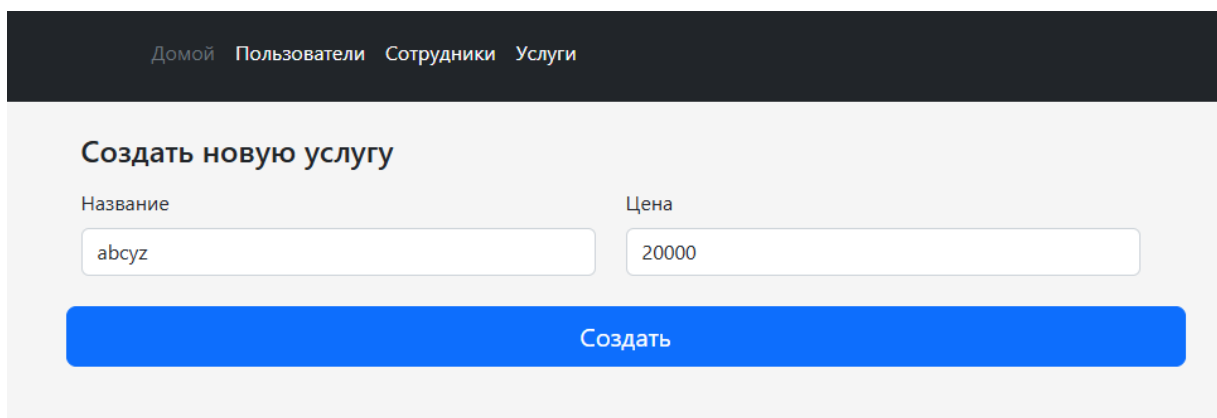 Домой Пользователи Сотрудники Услуги
Создать новую услугу
Название Цена
abcyz 20000
Создать